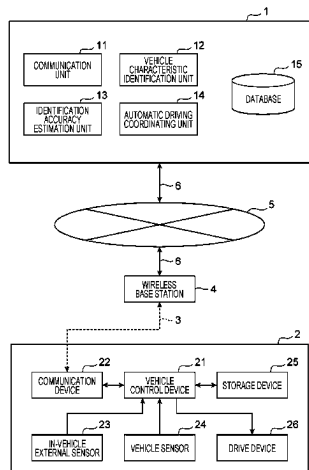 1
11
COMMUNICATION UNIT
12
VEHICLE CHARACTERISTIC IDENTIFICATION UNIT
15
DATABASE
13
IDENTIFICATION ACCURACY ESTIMATION UNIT
14
AUTOMATIC DRIVING COORDINATING UNIT
6
5
6
WIRELESS BASE STATION
4
3
2
22
COMMUNICATION DEVICE
21
VEHICLE CONTROL DEVICE
25
STORAGE DEVICE
23
IN-VEHICLE EXTERNAL SENSOR
24
VEHICLE SENSOR
26
DRIVE DEVICE